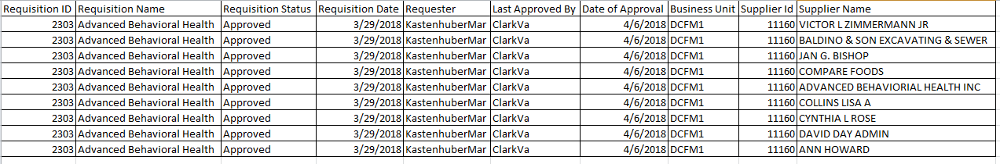 Requisition ID Requisition Name Requisition Status Requisition Date Requester Last Approved By Date of Approval Business Unit Supplier Id Supplier Name
2303 Advanced Behavioral Health Approved 3/29/2018 KastenhuberMar ClarkVa 4/6/2018 DCFM1 11160 VICTOR L ZIMMERMANN JR
2303 Advanced Behavioral Health Approved 3/29/2018 KastenhuberMar ClarkVa 4/6/2018 DCFM1 11160 BALDINO & SON EXCAVATING & SEWER
2303 Advanced Behavioral Health Approved 3/29/2018 KastenhuberMar ClarkVa 4/6/2018 DCFM1 11160 JAN G. BISHOP
2303 Advanced Behavioral Health Approved 3/29/2018 KastenhuberMar ClarkVa 4/6/2018 DCFM1 11160 COMPARE FOODS
2303 Advanced Behavioral Health Approved 3/29/2018 KastenhuberMar ClarkVa 4/6/2018 DCFM1 11160 ADVANCED BEHAVIORIAL HEALTH INC
2303 Advanced Behavioral Health Approved 3/29/2018 KastenhuberMar ClarkVa 4/6/2018 DCFM1 11160 COLLINS LISA A
2303 Advanced Behavioral Health Approved 3/29/2018 KastenhuberMar ClarkVa 4/6/2018 DCFM1 11160 CYNTHIA L ROSE
2303 Advanced Behavioral Health Approved 3/29/2018 KastenhuberMar ClarkVa 4/6/2018 DCFM1 11160 DAVID DAY ADMIN
2303 Advanced Behavioral Health Approved 3/29/2018 KastenhuberMar ClarkVa 4/6/2018 DCFM1 11160 ANN HOWARD